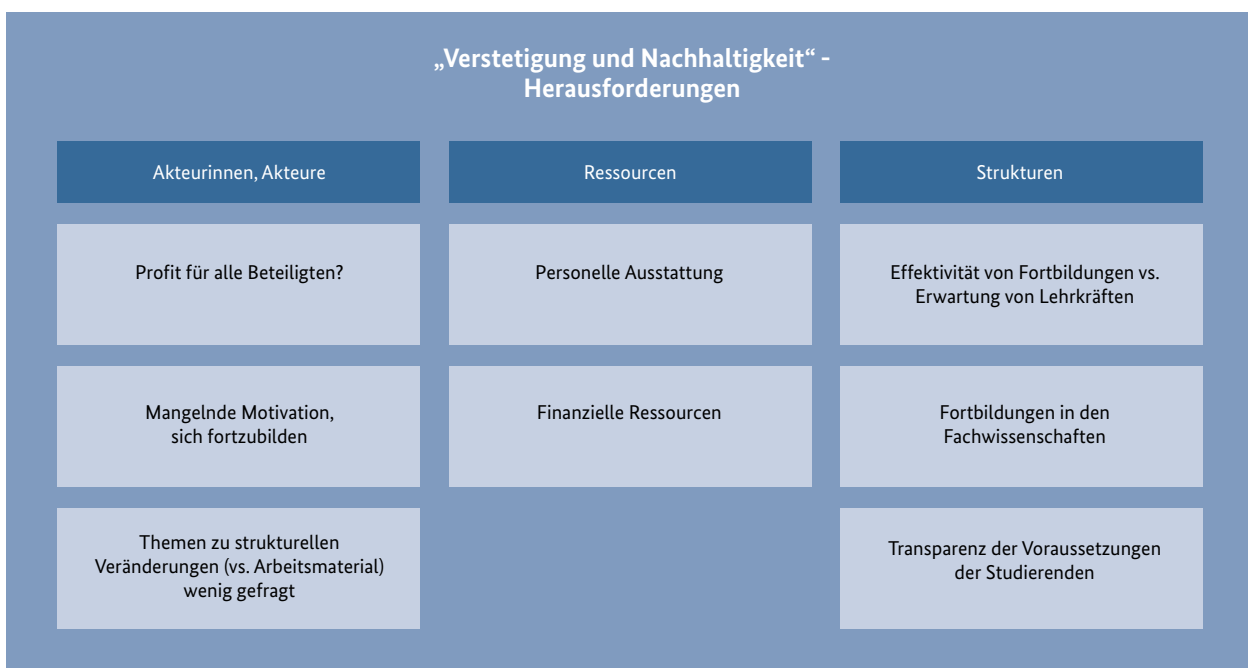 „Verstetigung und Nachhaltigkeit“ -
Herausforderungen
Akteurinnen, Akteure
Profit für alle Beteiligten?
Mangelnde Motivation,
sich fortzubilden
Themen zu strukturellen
Veränderungen (vs. Arbeitsmaterial)
wenig gefragt
Ressourcen
Personelle Ausstattung
Finanzielle Ressourcen
Strukturen
Effektivität von Fortbildungen vs.
Erwartung von Lehrkräften
Fortbildungen in den
Fachwissenschaften
Transparenz der Voraussetzungen
der Studierenden